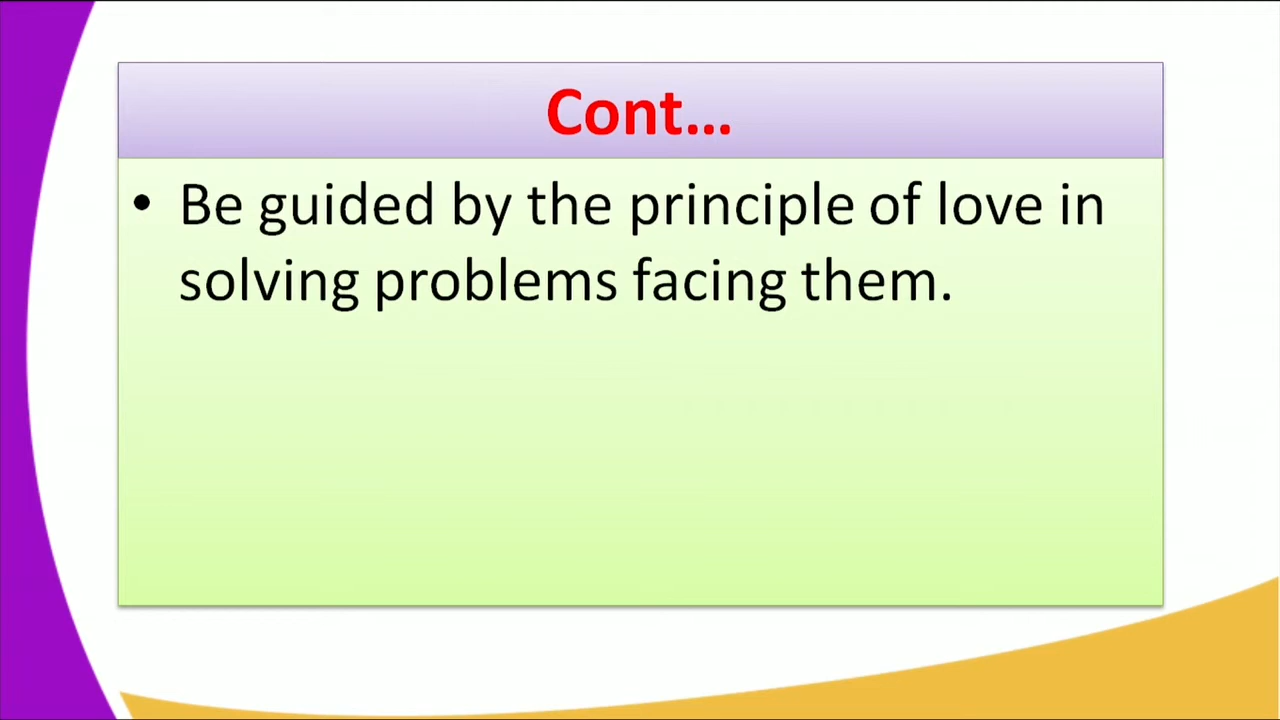 Cont...
• Be guided by the principle of love in
solving problems facing them.